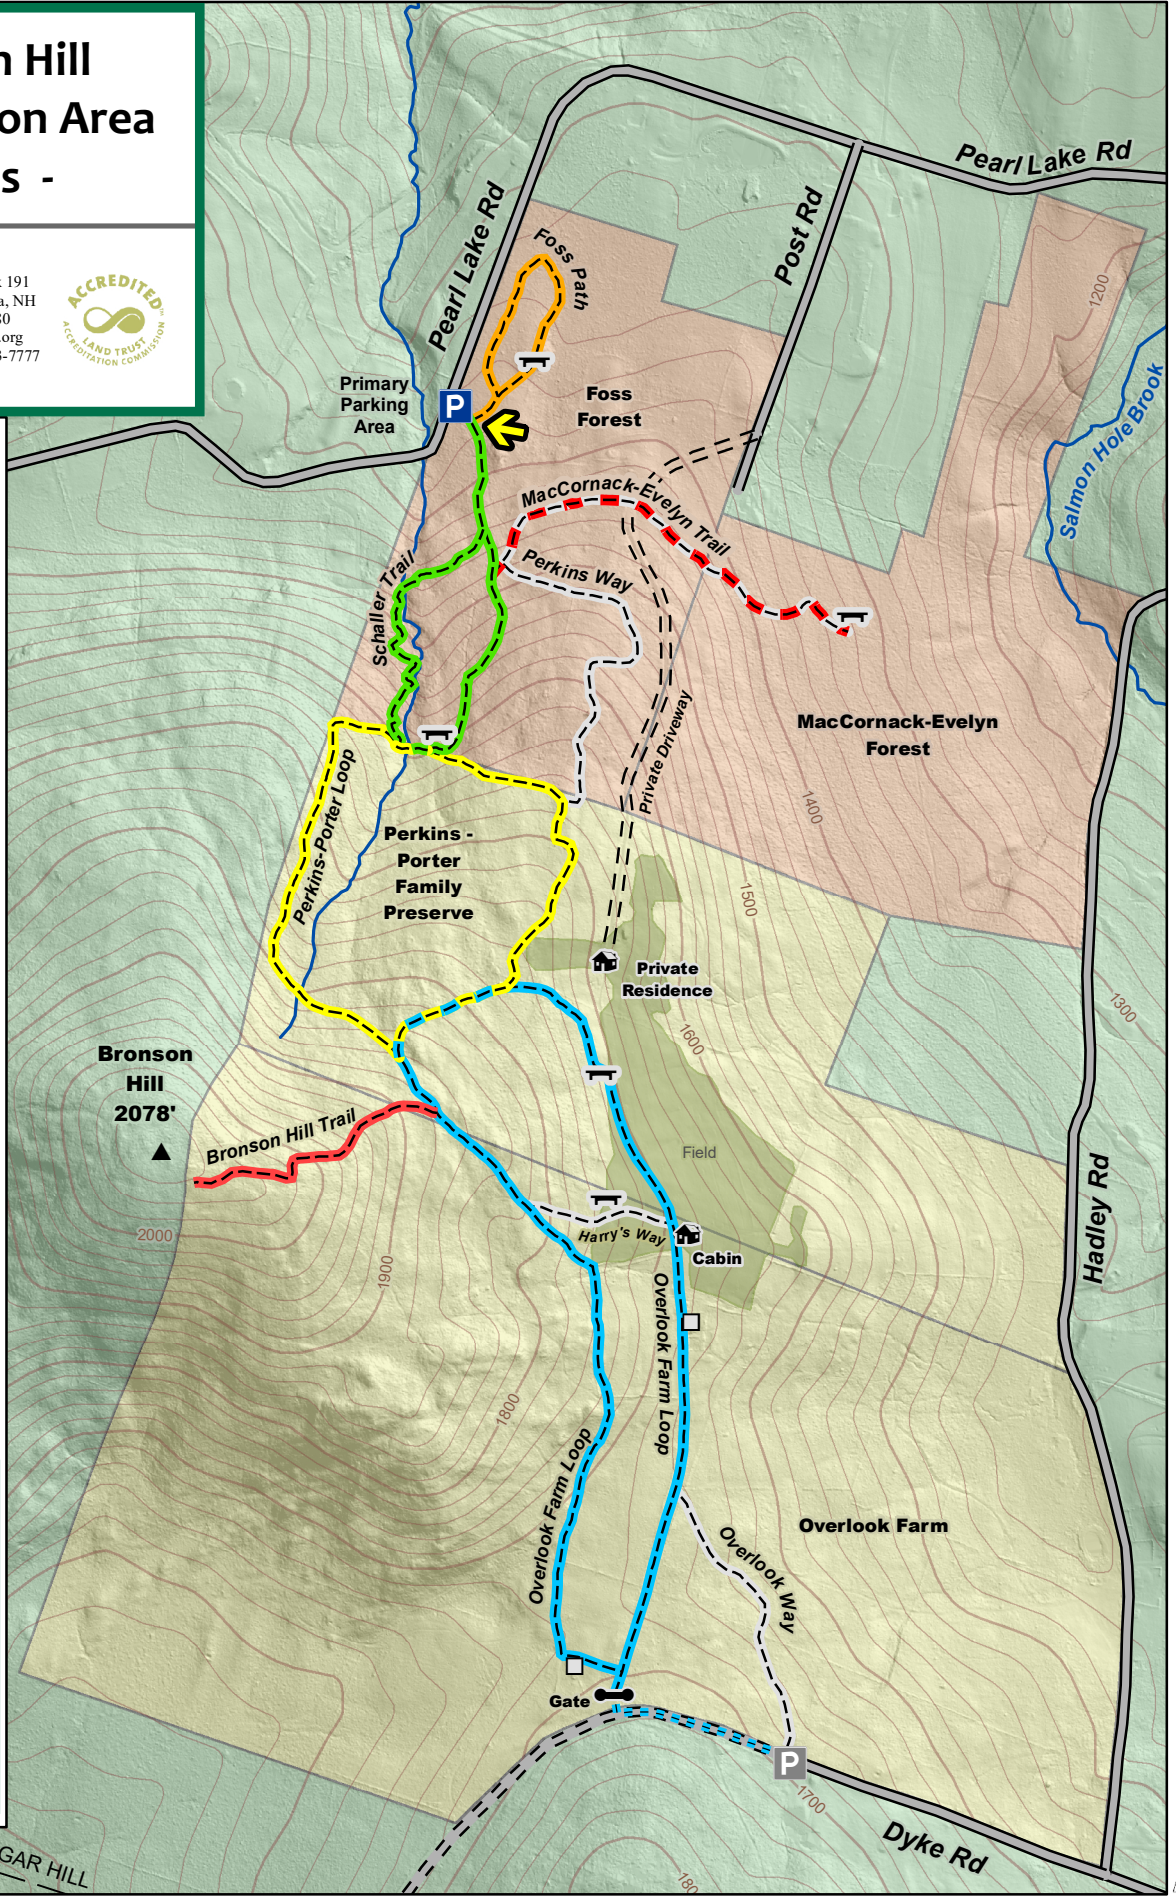 n Hill
on Area
s -
191
a, NH
30
.org
-7777
ACCREDITED
LAND TRUST
ACCREDITATION COMMISSION
Pearl Lake Rd
Pearl Lake Rd
Post Rd
Foss Path
1200
Primary
Parking
Area
P
Foss
Forest
Salmon Hole Brook
MacCornack-Evelyn Trail
Perkins Way
Schaller Trail
Private Driveway
MacCornack-Evelyn
Forest
1400
Perkins-Porter Loop
Perkins -
Porter
Family
Preserve
1500
Private
Residence
1300
1600
Bronson
Hill
2078'
Bronson Hill Trail
Field
Hadley Rd
Harry's Way
Cabin
2000
1900
Overlook Farm Loop
1800
Overlook Farm Loop
Overlook Farm
Overlook Way
Gate
P
1700
Dyke Rd
GAR HILL
180